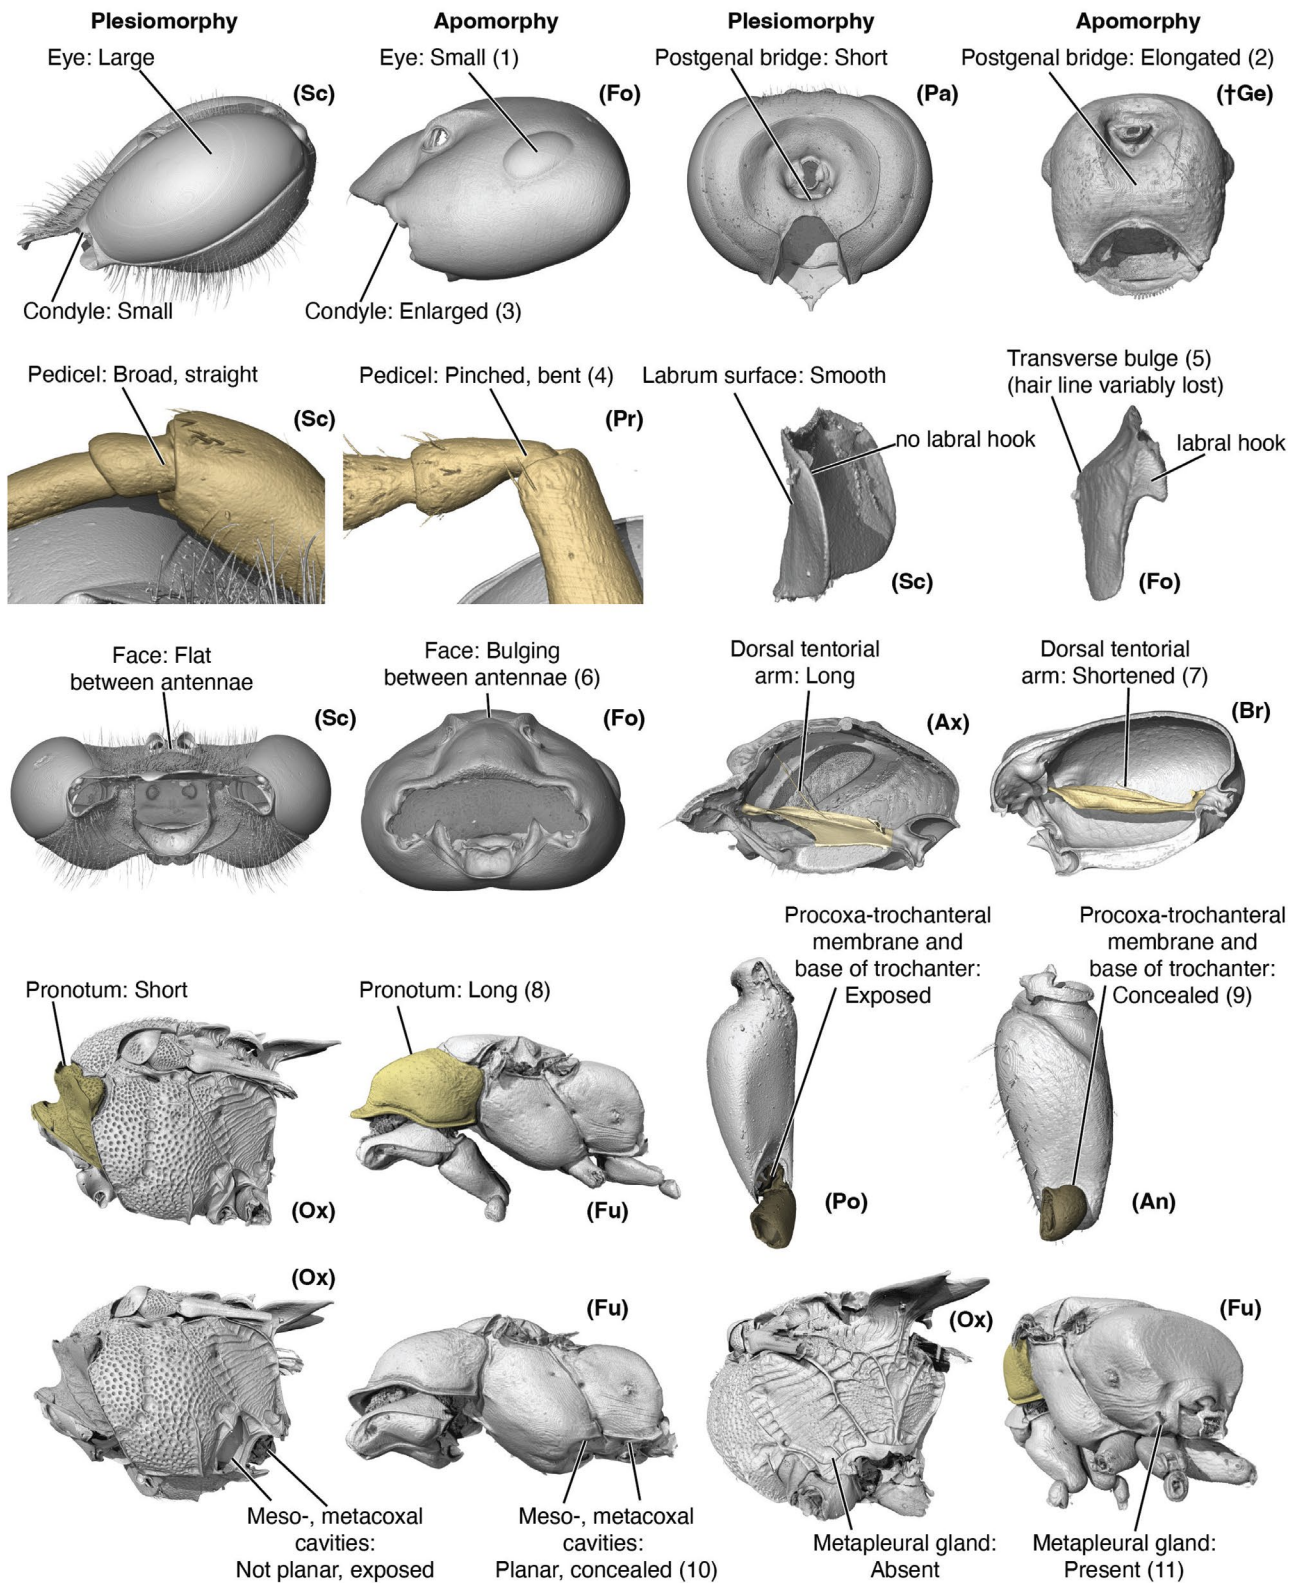 Plesiomorphy
Apomorphy
Plesiomorphy
Apomorphy
Eye: Large
Eye: Small (1)
Postgenal bridge: Short
Postgenal bridge: Elongated (2)
(Sc)
(Fo)
(Pa)
(†Ge)
Condyle: Small
Condyle: Enlarged (3)
Pedicel: Broad, straight
(Sc)
Pedicel: Pinched, bent (4)
(Pr)
Labrum surface: Smooth
no labral hook
(Sc)
Transverse bulge (5)
(hair line variably lost)
labral hook
(Fo)
Face: Flat
between antennae
(Sc)
Face: Bulging
between antennae (6)
(Fo)
Dorsal tentorial
arm: Long
(Ax)
Dorsal tentorial
arm: Shortened (7)
(Br)
Pronotum: Short
(Ox)
Pronotum: Long (8)
(Fu)
Procoxa-trochanteral
membrane and
base of trochanter:
Exposed
(Po)
Procoxa-trochanteral
membrane and
base of trochanter:
Concealed (9)
(An)
(Ox)
Meso-, metacoxal
cavities:
Not planar, exposed
(Fu)
Meso-, metacoxal
cavities:
Planar, concealed (10)
(Ox)
Metapleural gland:
Absent
(Fu)
Metapleural gland:
Present (11)